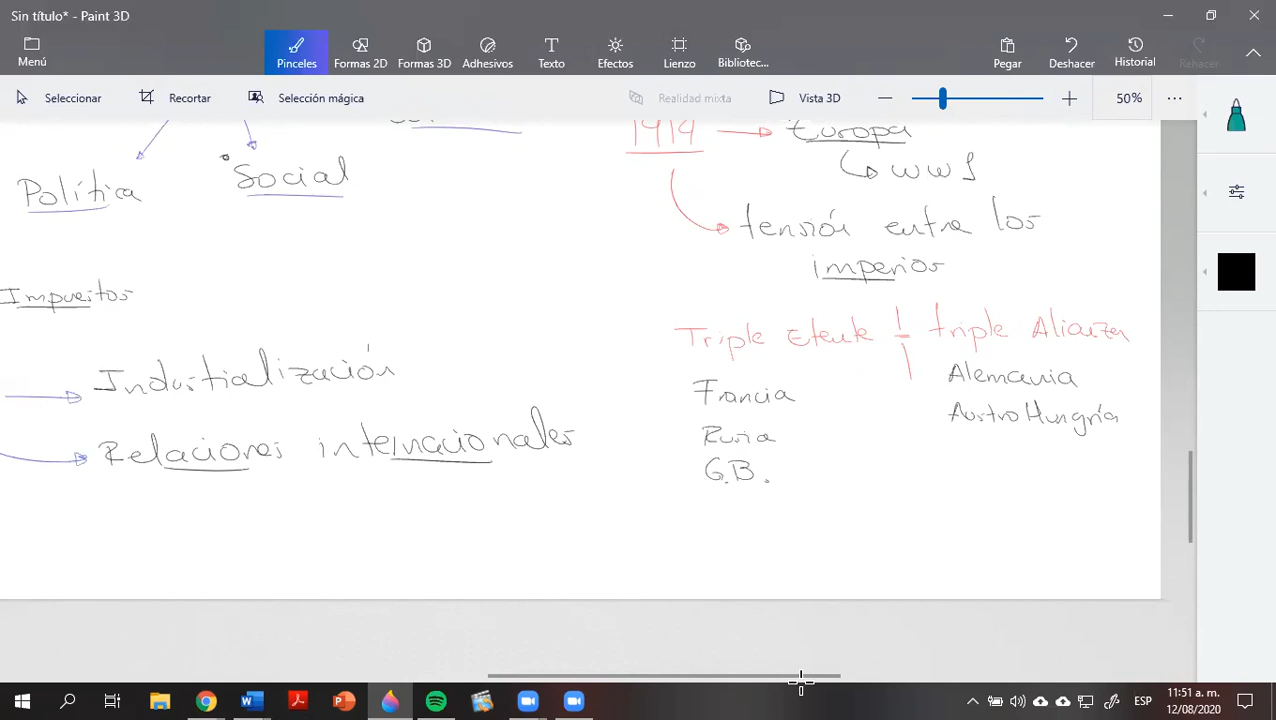 Sin título* - Paint 3D
Menú
Pinceles
Formas 2D
Formas 3D
Adhesivos
Texto
Efectos
Lienzo
Bibliotec...
Pegar
Deshacer
Historial
Rehacer
Seleccionar
Recortar
Selección mágica
Realidad mixta
Vista 3D
50%
1914
Europa
WW1
Política
Social
tensión entre los
imperios
Impuestos
Triple Etente
triple Alianza
Industialización
Francia
Alemania
Rusia
AustroHungría
Relaciones internacionales
G.B.
ESP
11:51 a. m.
12/08/2020